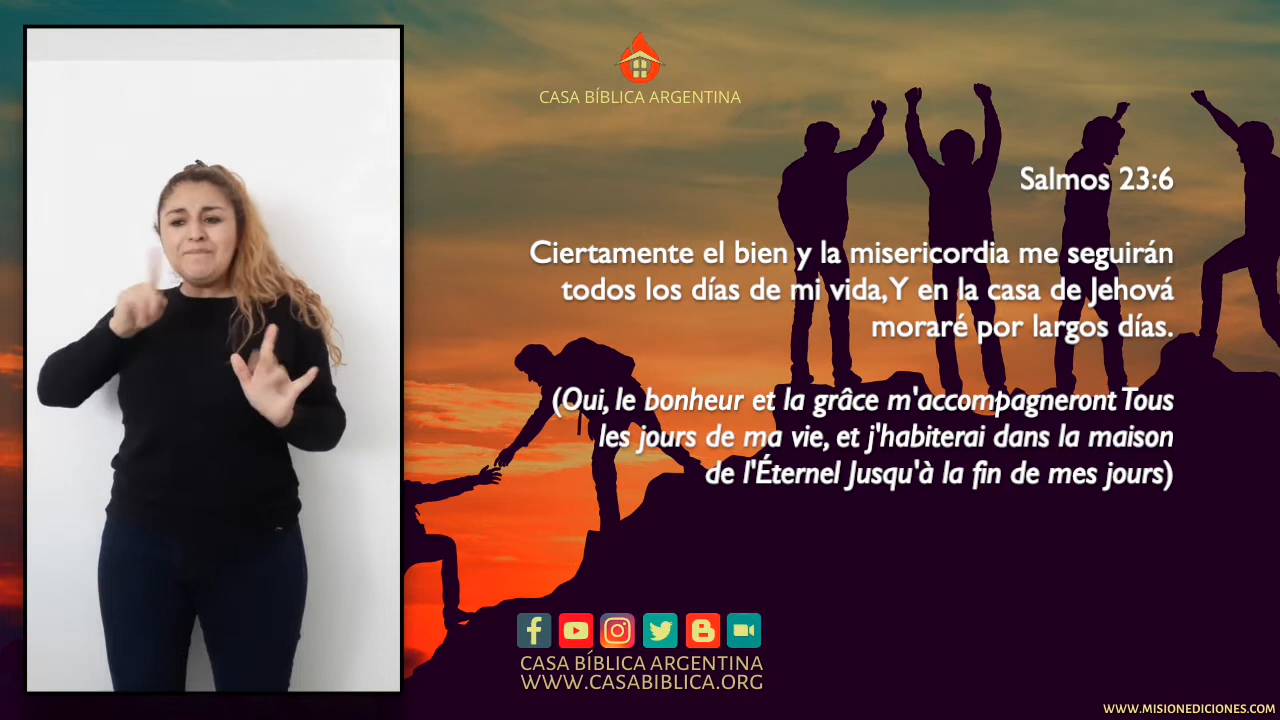 CASA BÍBLICA ARGENTINA
Salmos 23:6
Ciertamente el bien y la misericordia me seguirán
todos los días de mi vida, Y en la casa de Jehová
moraré por largos días.
(Oui, le bonheur et la grâce m'accompagneront Tous
les jours de ma vie, et j'habiterai dans la maison
de l'Éternel Jusqu'à la fin de mes jours)
CASA BÍBLICA ARGENTINA
WWW.CASABIBLICA.ORG
WWW.MISIONEDICIONES.COM